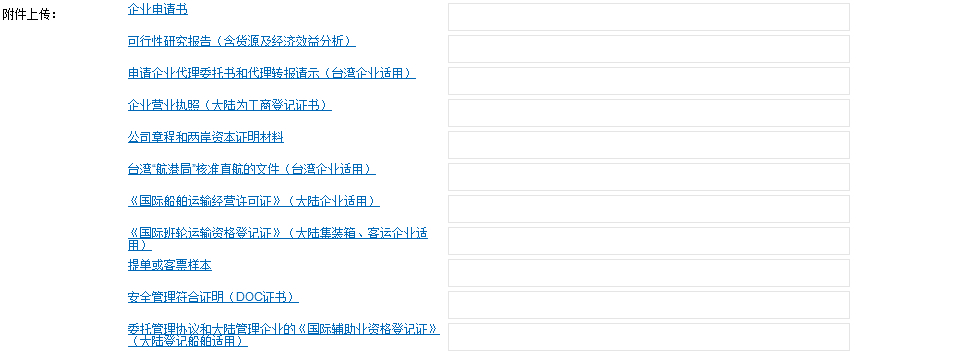 附件上传：
企业申请书
可行性研究报告（含货源及经济效益分析）
申请企业代理委托书和代理转报请示（台湾企业适用）
企业营业执照（大陆为工商登记证书）
公司章程和两岸资本证明材料
台湾“航港局”核准直航的文件（台湾企业适用）
《国际船舶运输经营许可证》（大陆企业适用）
《国际班轮运输资格登记证》（大陆集装箱、客运企业适
用）
提单或客票样本
安全管理符合证明（DOC证书）
委托管理协议和大陆管理企业的《国际辅助业资格登记证》
（大陆登记船舶适用）